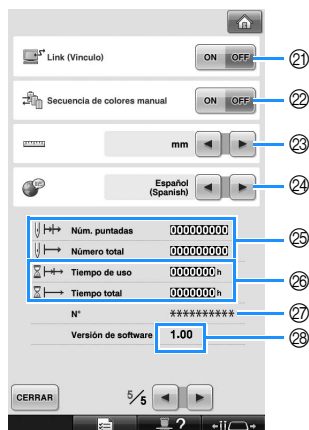 Link (Vínculo) ON OFF ㉑
Secuencia de colores manual ON OFF ㉒
mm ㉓
Español
(Spanish) ㉔
Núm. puntadas 000000000
Número total 000000000 ㉕
Tiempo de uso 0000000h
Tiempo total 0000000h ㉖
N° ********** ㉗
Versión de software 1.00 ㉘
CERRAR 5/5
?